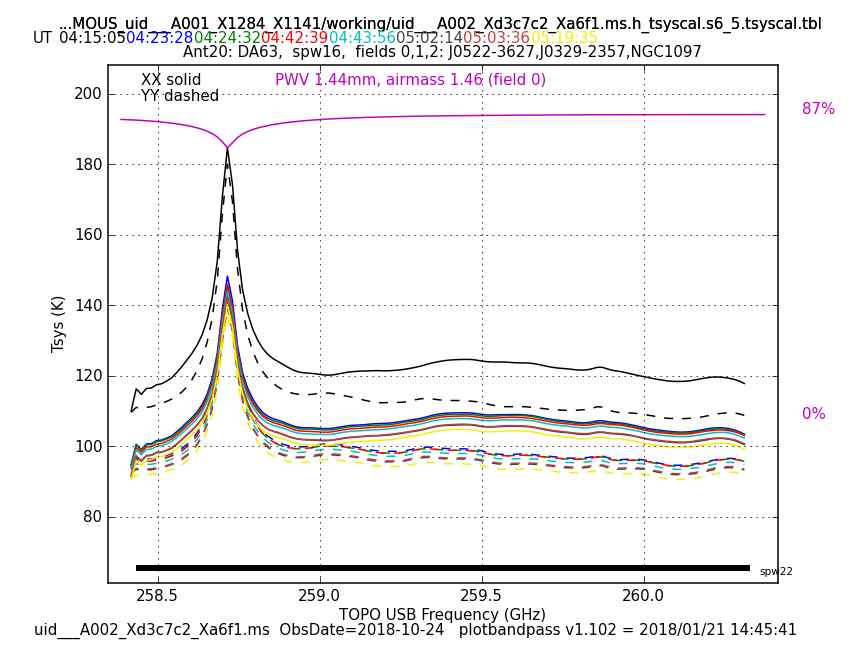 ...MOUS_uid___A001_X1284_X1141/working/uid___A002_Xd3c7c2_Xa6f1.ms.h_tsyscal.s6_5.tsyscal.tbl
UT 04:15:05 04:23:28 04:24:32 04:42:39 04:43:56 05:02:14 05:03:36 05:19:35
Ant20: DA63, spw16, fields 0,1,2: J0522-3627,J0329-2357,NGC1097
XX solid
PWV 1.44mm, airmass 1.46 (field 0)
YY dashed
200
87%
180
160
140
Tsys (K)
120
0%
100
80
spw22
258.5 259.0 259.5 260.0
TOPO USB Frequency (GHz)
uid___A002_Xd3c7c2_Xa6f1.ms ObsDate=2018-10-24 plotbandpass v1.102 = 2018/01/21 14:45:41